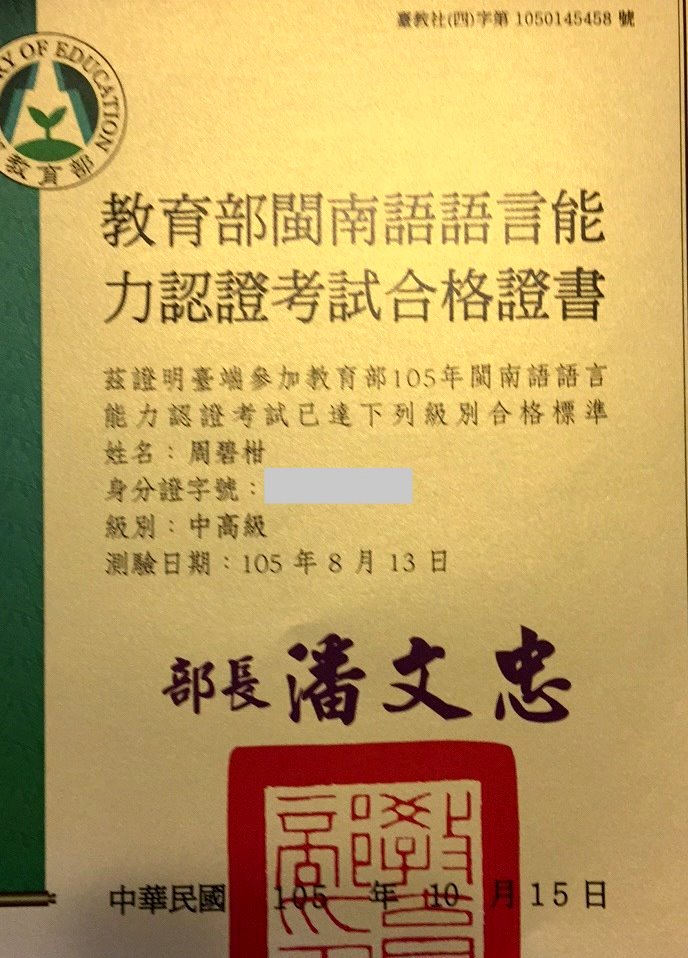 臺教社(四)字第 1050145458 號
RY OF EDUCATION
教育部
教育部閩南語語言能
力認證考試合格證書
茲證明臺端參加教育部105年閩南語語言
能力認證考試已達下列級別合格標準
姓名：周碧柑
身分證字號：
級別：中高級
測驗日期：105 年 8 月 13 日
部長 潘文忠
中華民國 105 年 10 月 15 日